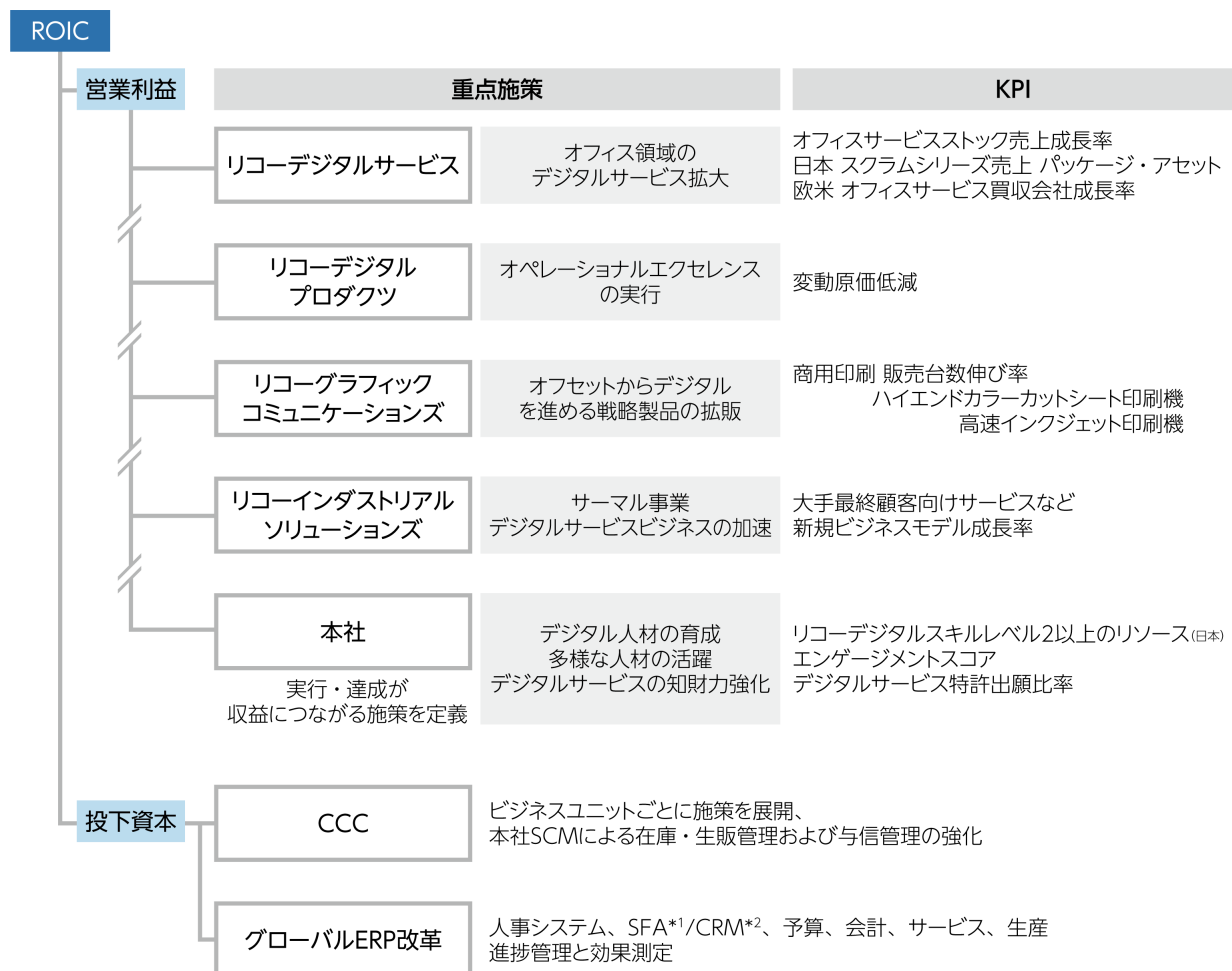 ROIC
営業利益
重点施策
KPI
リコーデジタルサービス
オフィス領域の
デジタルサービス拡大
オフィスサービスストック売上成長率
日本 スクラムシリーズ売上 パッケージ・アセット
欧米 オフィスサービス買収会社成長率
リコーデジタル
プロダクツ
オペレーショナルエクセレンス
の実行
変動原価低減
リコーグラフィック
コミュニケーションズ
オフセットからデジタル
を進める戦略製品の拡販
商用印刷 販売台数伸び率
ハイエンドカラーカットシート印刷機
高速インクジェット印刷機
リコーインダストリアル
ソリューションズ
サーマル事業
デジタルサービスビジネスの加速
大手最終顧客向けサービスなど
新規ビジネスモデル成長率
本社
実行・達成が
収益につながる施策を定義
デジタル人材の育成
多様な人材の活躍
デジタルサービスの知財力強化
リコーデジタルスキルレベル2以上のリソース(日本)
エンゲージメントスコア
デジタルサービス特許出願比率
投下資本
CCC
ビジネスユニットごとに施策を展開、
本社SCMによる在庫・生販管理および与信管理の強化
グローバルERP改革
人事システム、SFA*1/CRM*2、予算、会計、サービス、生産
進捗管理と効果測定